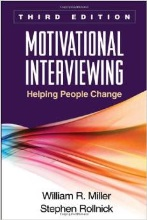 THIRD EDITION
MOTIVATIONAL
INTERVIEWING
Helping People Change
William R. Miller
Stephen Rollnick